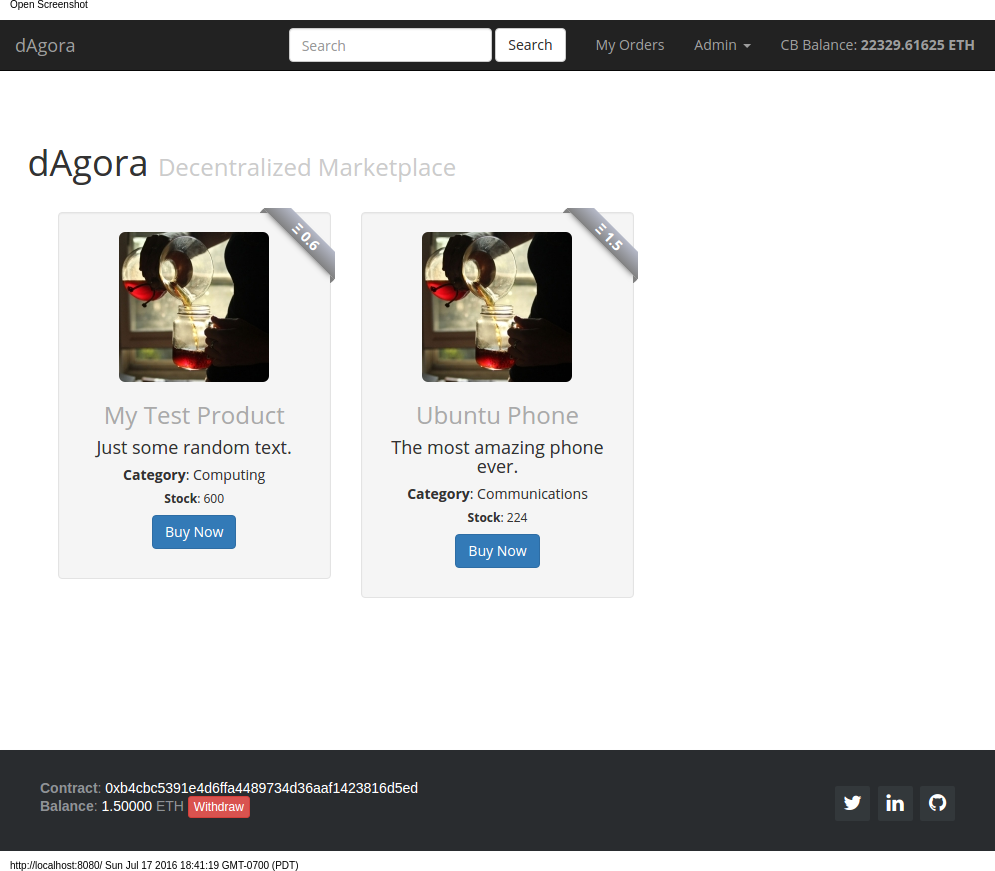 Open Screenshot
dAgora Search Search My Orders Admin CB Balance: 22329.61625 ETH
dAgora Decentralized Marketplace
Ξ 0.6
Ξ 1.5
My Test Product
Just some random text.
Category: Computing
Stock: 600
Buy Now
Ubuntu Phone
The most amazing phone
ever.
Category: Communications
Stock: 224
Buy Now
Contract: 0xb4cbc5391e4d6ffa4489734d36aaf1423816d5ed
Balance: 1.50000 ETH Withdraw
http://localhost:8080/ Sun Jul 17 2016 18:41:19 GMT-0700 (PDT)